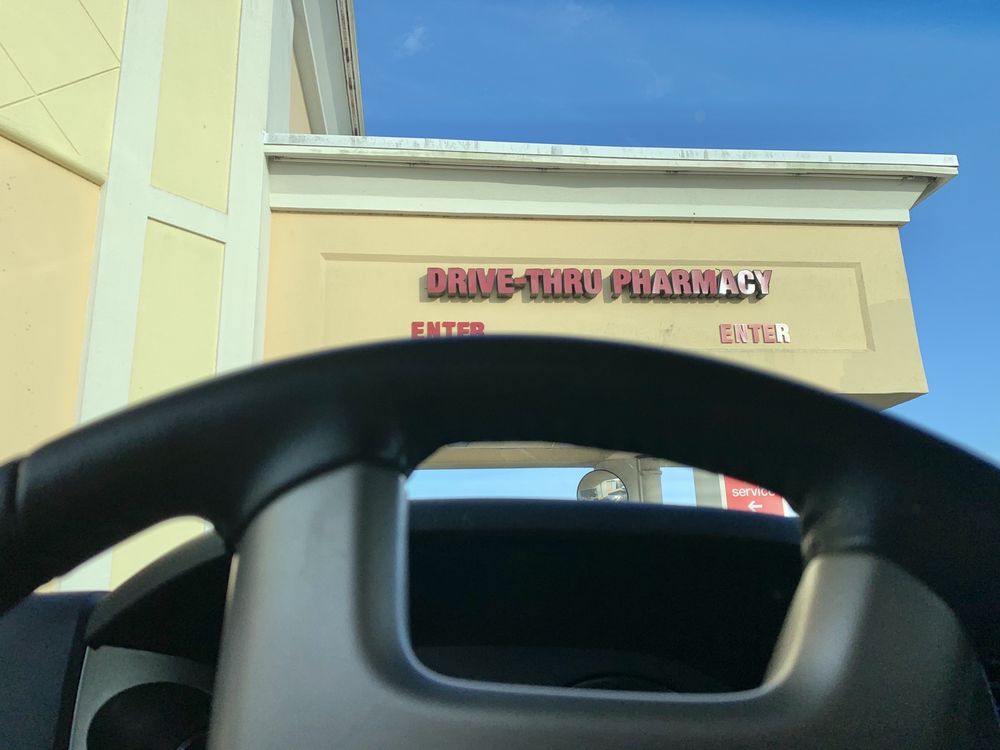 DRIVE-THRU PHARMACY
ENTER ENTER
service
←